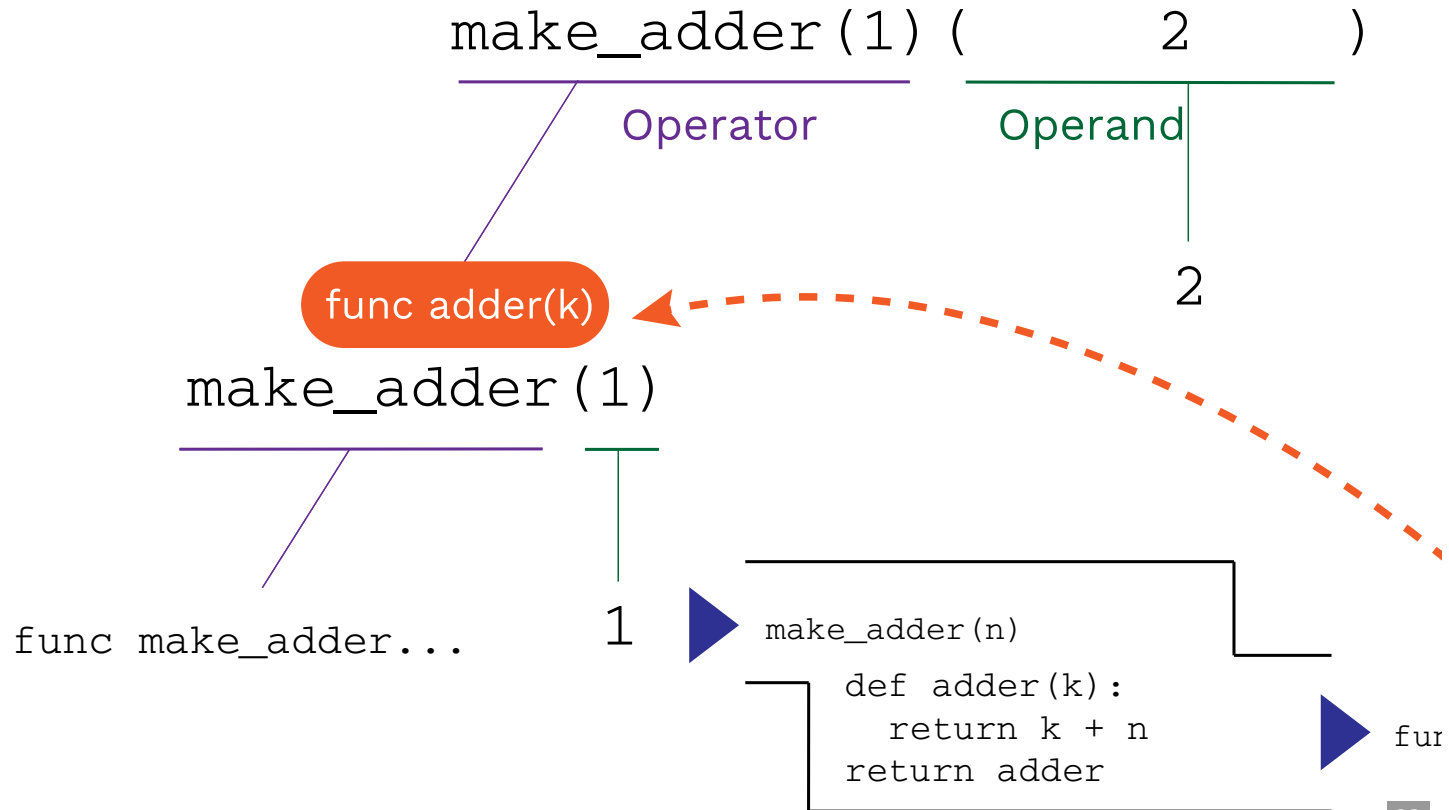 make_adder(1)( 2 )
Operator Operand
func adder(k)
2
make_adder(1)
func make_adder...
1
make_adder(n)
def adder(k):
return k + n
return adder